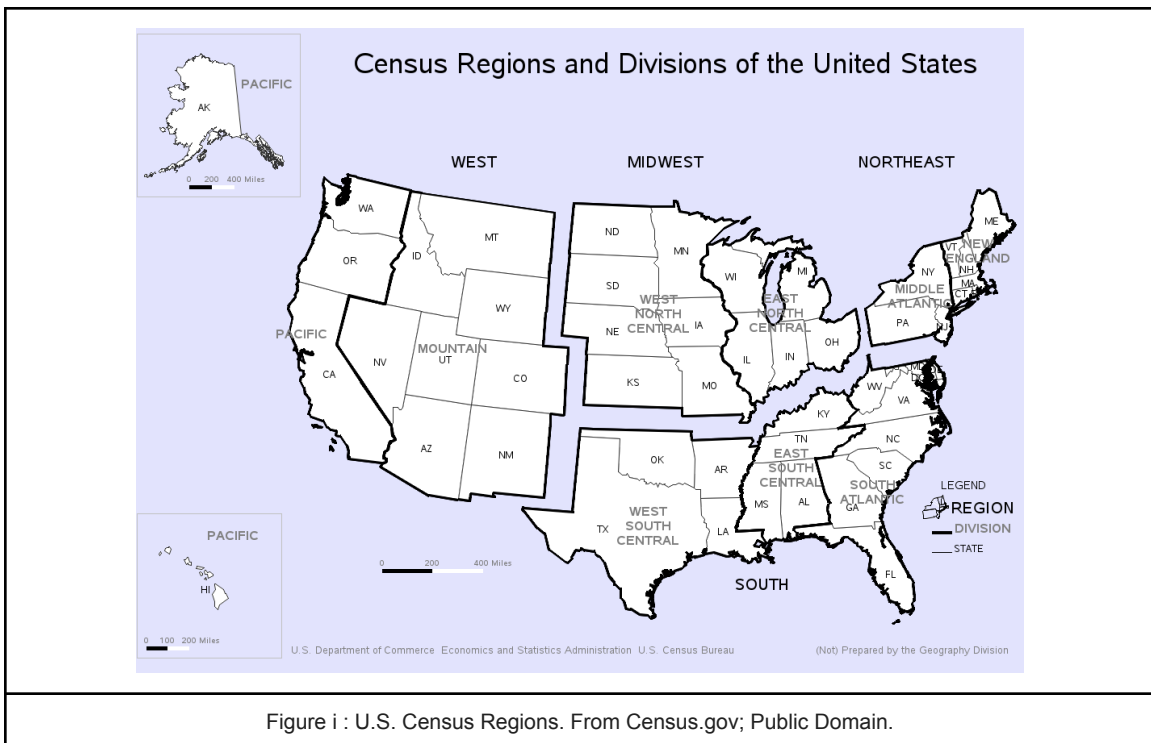 Census Regions and Divisions of the United States
PACIFIC
AK
0 200 400 Miles
WEST
MIDWEST
NORTHEAST
WA
OR
CA
PACIFIC
ID
MT
WY
NV
MOUNTAIN
UT
CO
AZ
NM
ND
SD
NE
KS
MN
IA
MO
WEST
NORTH
CENTRAL
WI
MI
IL
IN
OH
EAST
NORTH
CENTRAL
ME
VT
NH
MA
CT
NEW
ENGLAND
NY
PA
NJ
MIDDLE
ATLANTIC
OK
AR
TX
LA
WEST
SOUTH
CENTRAL
KY
TN
MS
AL
EAST
SOUTH
CENTRAL
WV
VA
NC
SC
GA
FL
SOUTH
ATLANTIC
SOUTH
LEGEND
REGION
DIVISION
STATE
PACIFIC
HI
0 100 200 Miles
0 200 400 Miles
U.S. Department of Commerce Economics and Statistics Administration U.S. Census Bureau
(Not) Prepared by the Geography Division
Figure i : U.S. Census Regions. From Census.gov; Public Domain.